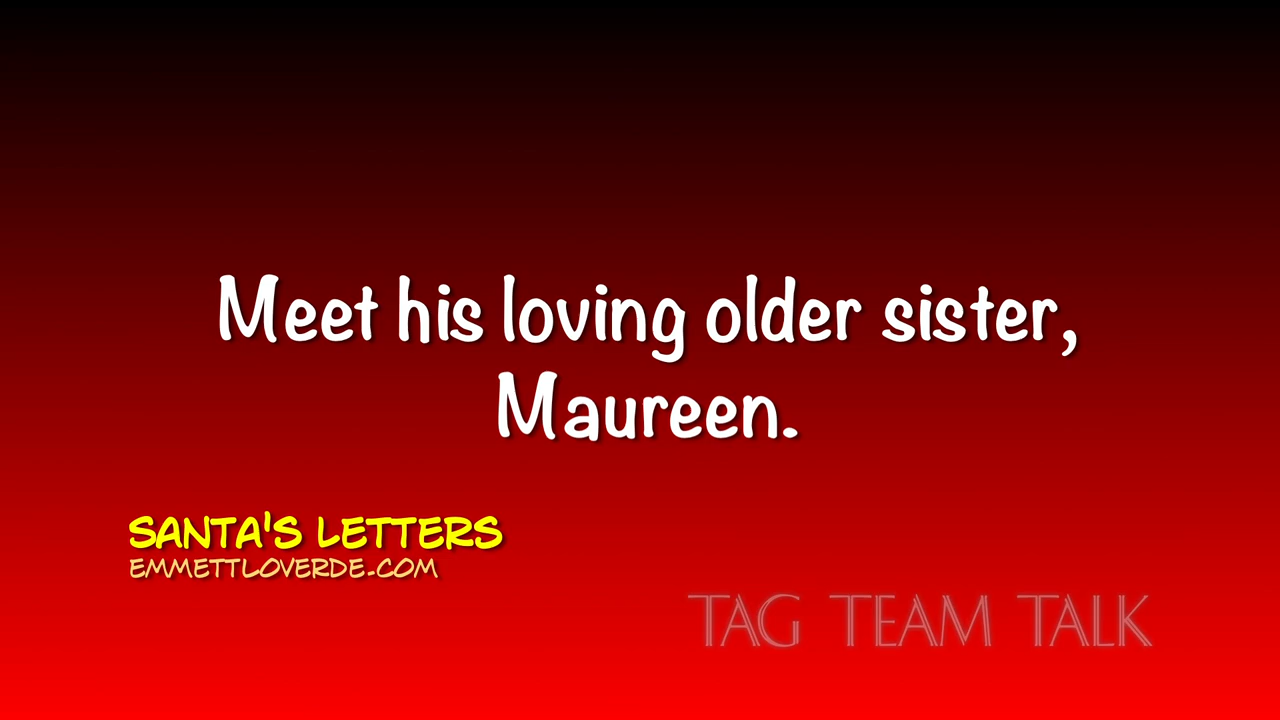 Meet his loving older sister,
Maureen.
SANTA'S LETTERS
EMMETTLOVERDE.COM
TAG TEAM TALK